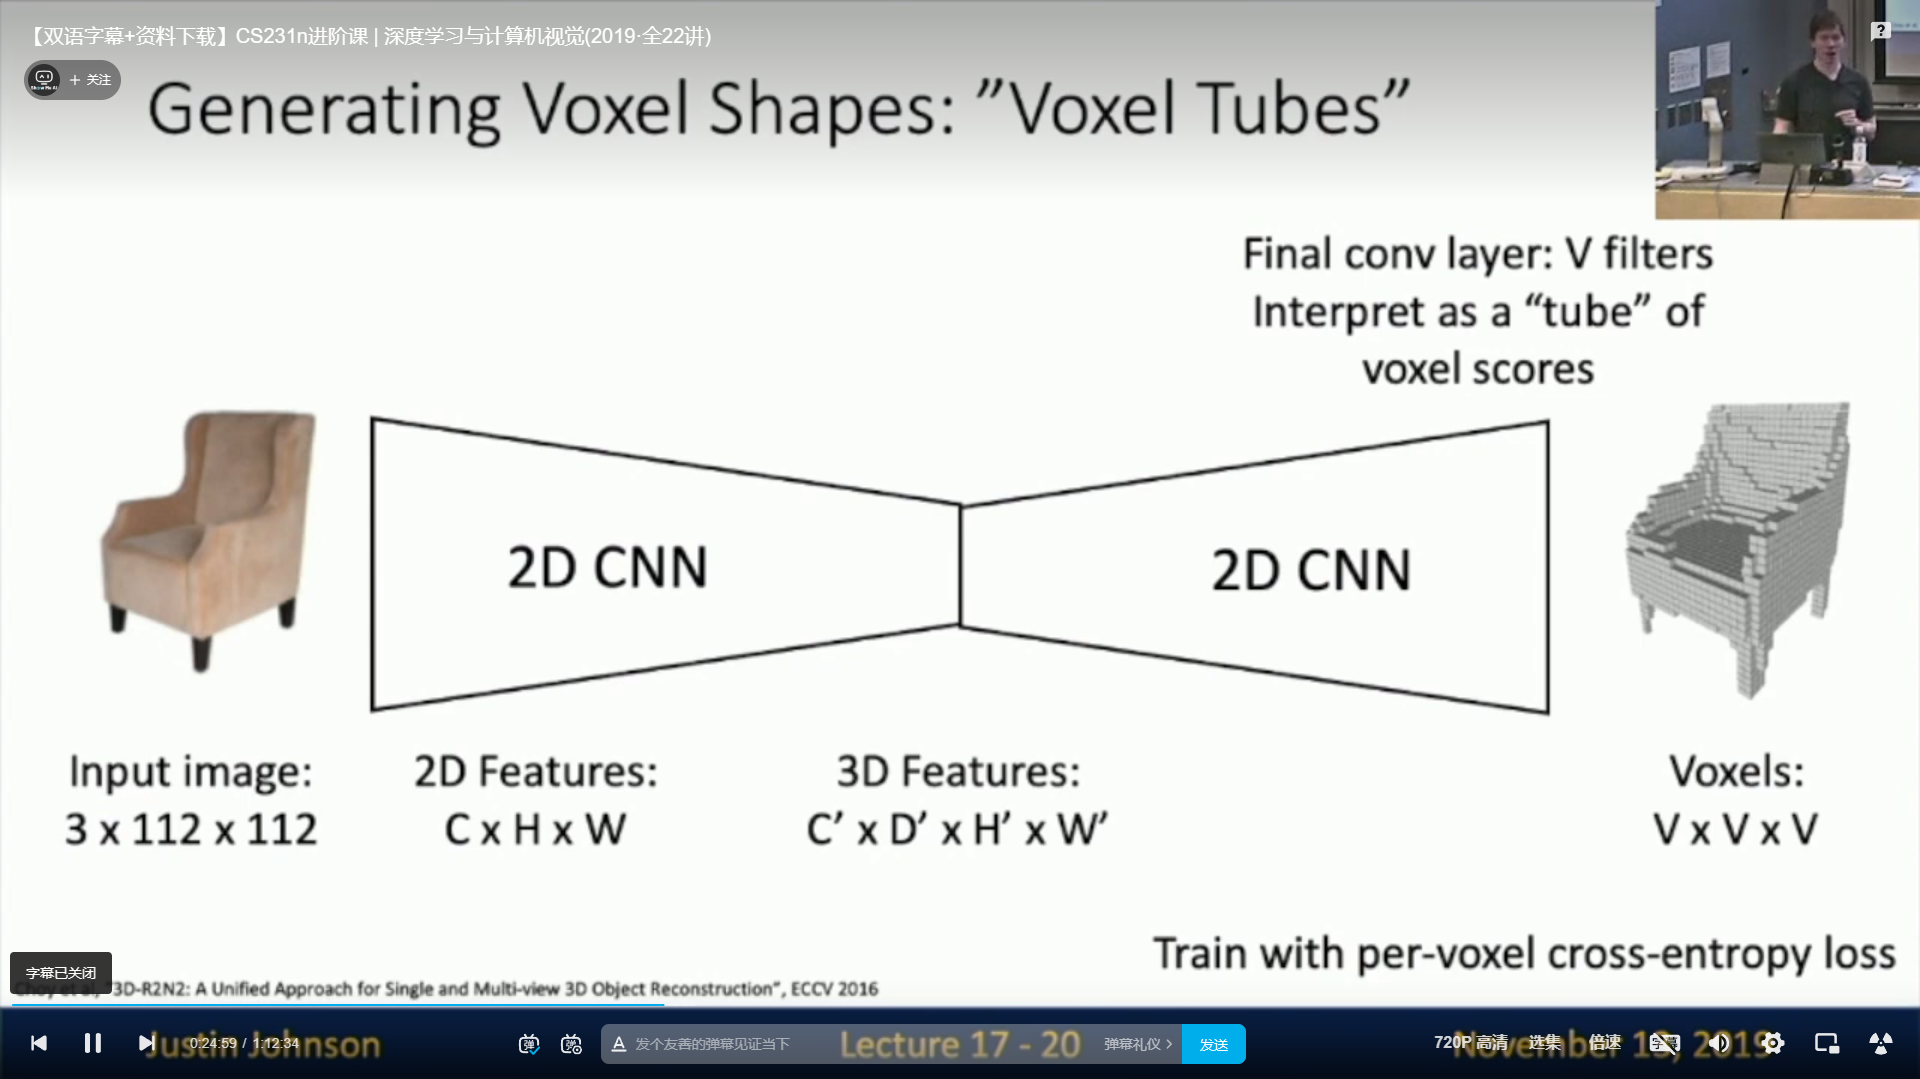 【双语字幕+资料下载】CS231n进阶课 | 深度学习与计算机视觉(2019·全22讲)
+ 关注
Generating Voxel Shapes: ”Voxel Tubes”
Final conv layer: V filters
Interpret as a “tube” of
voxel scores
2D CNN
2D CNN
Input image:
3 x 112 x 112
2D Features:
C x H x W
3D Features:
C’ x D’ x H’ x W’
Voxels:
V x V x V
Train with per-voxel cross-entropy loss
字幕已关闭
Choy et al, “3D-R2N2: A Unified Approach for Single and Multi-view 3D Object Reconstruction”, ECCV 2016
Justin Johnson
0:24:59 / 1:12:34
发个友善的弹幕见证当下
Lecture 17 - 20
弹幕礼仪
发送
720P 高清
选集
倍速
字幕
November 2019